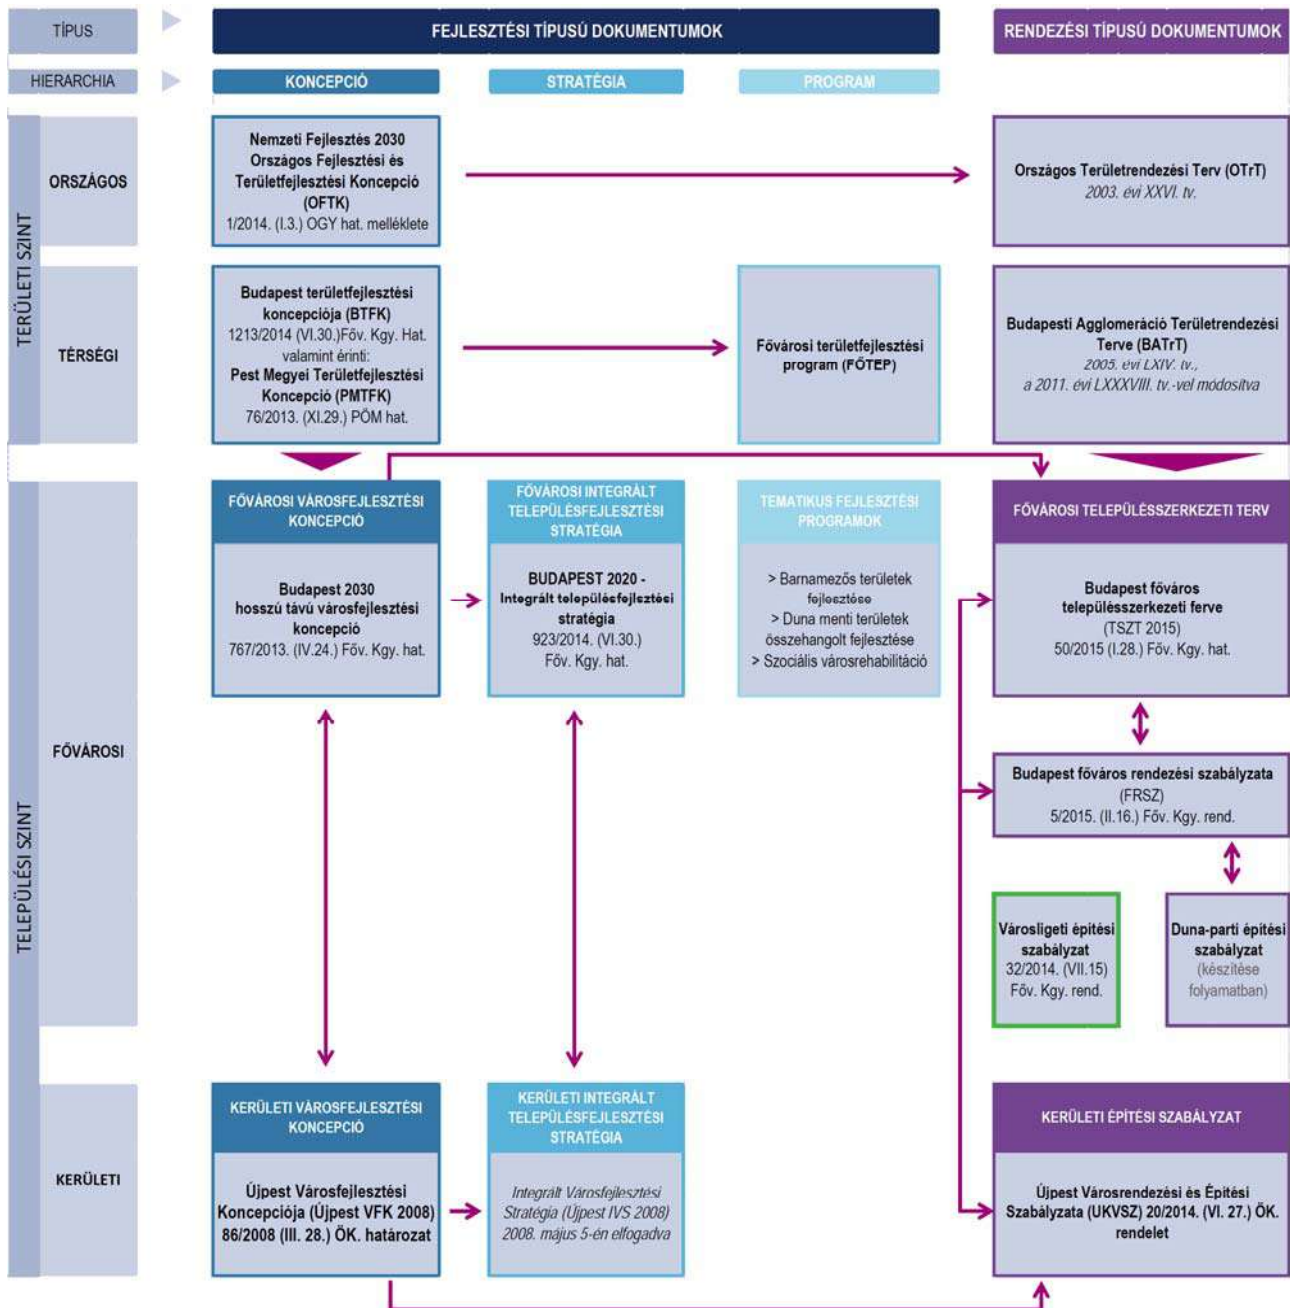 TÍPUS
FEJLESZTÉSI TÍPUSÚ DOKUMENTUMOK
RENDEZÉSI TÍPUSÚ DOKUMENTUMOK
HIERARCHIA
KONCEPCIÓ
STRATÉGIA
PROGRAM
TERÜLETI SZINT
ORSZÁGOS
Nemzeti Fejlesztés 2030
Országos Fejlesztési és
Területfejlesztési Koncepció
(OFTK)
1/2014. (I.3.) OGY hat. melléklete
Országos Területrendezési Terv (OTrT)
2003. évi XXVI. tv.
TÉRSÉGI
Budapest területfejlesztési
koncepciója (BTFK)
1213/2014 (VI.30.)Főv. Kgy. Hat.
valamint érinti:
Pest Megyei Területfejlesztési
Koncepció (PMTFK)
76/2013. (XI.29.) PÖM hat.
Fővárosi területfejlesztési
program (FŐTEP)
Budapesti Agglomeráció Területrendezési
Terve (BATrT)
2005. évi LXIV. tv.,
a 2011. évi LXXXVIII. tv.-vel módosítva
TELEPÜLÉSI SZINT
FŐVÁROSI
FŐVÁROSI VÁROSFEJLESZTÉSI
KONCEPCIÓ
Budapest 2030
hosszú távú városfejlesztési
koncepció
767/2013. (IV.24.) Főv. Kgy. hat.
FŐVÁROSI INTEGRÁLT
TELEPÜLÉSFEJLESZTÉSI
STRATÉGIA
BUDAPEST 2020 -
Integrált településfejlesztési
stratégia
923/2014. (VI.30.)
Főv. Kgy. hat.
TEMATIKUS FEJLESZTÉSI
PROGRAMOK
> Barnamezős területek
fejlesztése
> Duna menti területek
összehangolt fejlesztése
> Szociális városrehabilitáció
FŐVÁROSI TELEPÜLÉSSZERKEZETI TERV
Budapest főváros
településszerkezeti ferve
(TSZT 2015)
50/2015 (I.28.) Főv. Kgy. hat.
Budapest főváros rendezési szabályzata
(FRSZ)
5/2015. (II.16.) Főv. Kgy. rend.
Városligeti építési
szabályzat
32/2014. (VII.15)
Főv. Kgy. rend.
Duna-parti építési
szabályzat
(készítése
folyamatban)
KERÜLETI
KERÜLETI VÁROSFEJLESZTÉSI
KONCEPCIÓ
Újpest Városfejlesztési
Koncepciója (Újpest VFK 2008)
86/2008 (III. 28.) ÖK. határozat
KERÜLETI INTEGRÁLT
TELEPÜLÉSFEJLESZTÉSI
STRATÉGIA
Integrált Városfejlesztési
Stratégia (Újpest IVS 2008)
2008. május 5-én elfogadva
KERÜLETI ÉPÍTÉSI SZABÁLYZAT
Újpest Városrendezési és Építési
Szabályzata (UKVSZ) 20/2014. (VI. 27.) ÖK.
rendelet